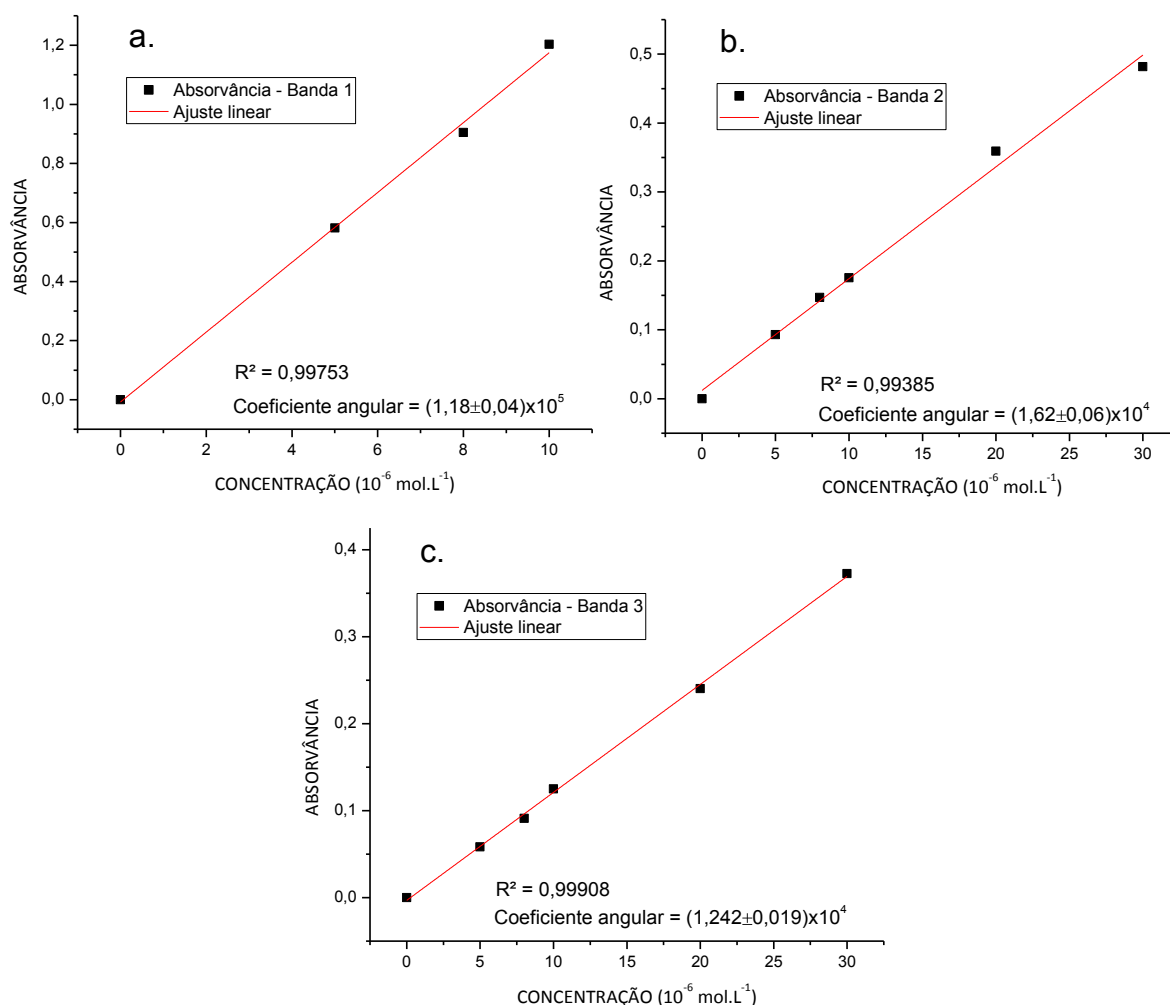 a.
Absorvância - Banda 1
Ajuste linear
ABSORVÂNCIA
1,2
1,0
0,8
0,6
0,4
0,2
0,0
R² = 0,99753
Coeficiente angular = (1,18±0,04)x10⁵
0 2 4 6 8 10
CONCENTRAÇÃO (10⁻⁶ mol.L⁻¹)
b.
Absorvância - Banda 2
Ajuste linear
ABSORVÂNCIA
0,5
0,4
0,3
0,2
0,1
0,0
R² = 0,99385
Coeficiente angular = (1,62±0,06)x10⁴
0 5 10 15 20 25 30
CONCENTRAÇÃO (10⁻⁶ mol.L⁻¹)
c.
Absorvância - Banda 3
Ajuste linear
ABSORVÂNCIA
0,4
0,3
0,2
0,1
0,0
R² = 0,99908
Coeficiente angular = (1,242±0,019)x10⁴
0 5 10 15 20 25 30
CONCENTRAÇÃO (10⁻⁶ mol.L⁻¹)